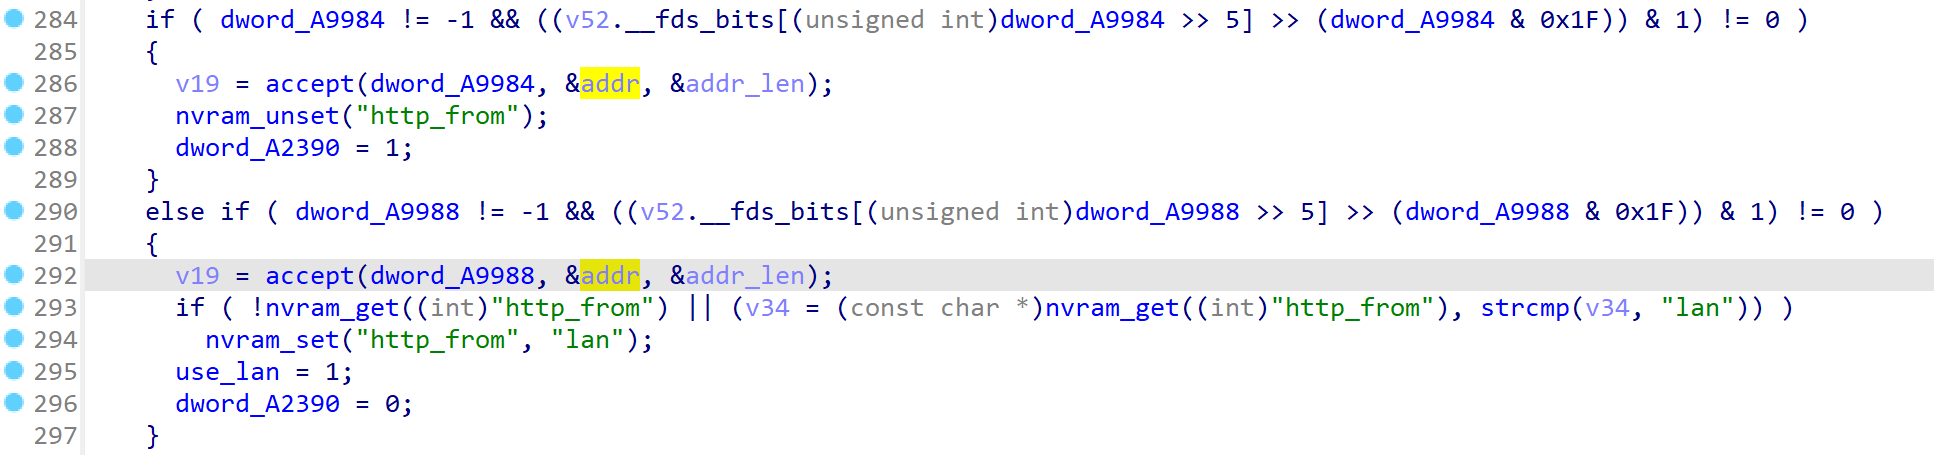 284 if ( dword_A9984 != -1 && ((v52.__fds_bits[(unsigned int)dword_A9984 >> 5] >> (dword_A9984 & 0x1F)) & 1) != 0 )
285 {
286 v19 = accept(dword_A9984, &addr, &addr_len);
287 nvram_unset("http_from");
288 dword_A2390 = 1;
289 }
290 else if ( dword_A9988 != -1 && ((v52.__fds_bits[(unsigned int)dword_A9988 >> 5] >> (dword_A9988 & 0x1F)) & 1) != 0 )
291 {
292 v19 = accept(dword_A9988, &addr, &addr_len);
293 if ( !nvram_get((int)"http_from") || (v34 = (const char *)nvram_get((int)"http_from"), strcmp(v34, "lan")) )
294 nvram_set("http_from", "lan");
295 use_lan = 1;
296 dword_A2390 = 0;
297 }